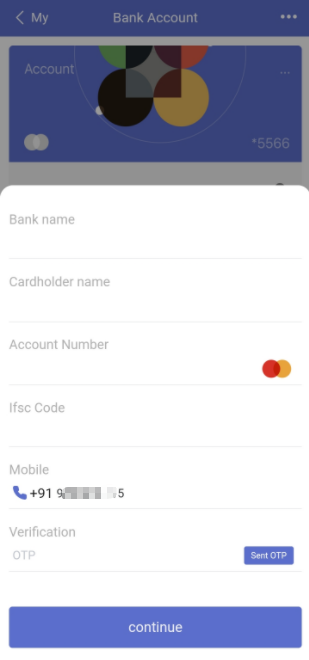 My
Bank Account
Account
...
*5566
Bank name
Cardholder name
Account Number
Ifsc Code
Mobile
+91 9 5
Verification
OTP
Sent OTP
continue